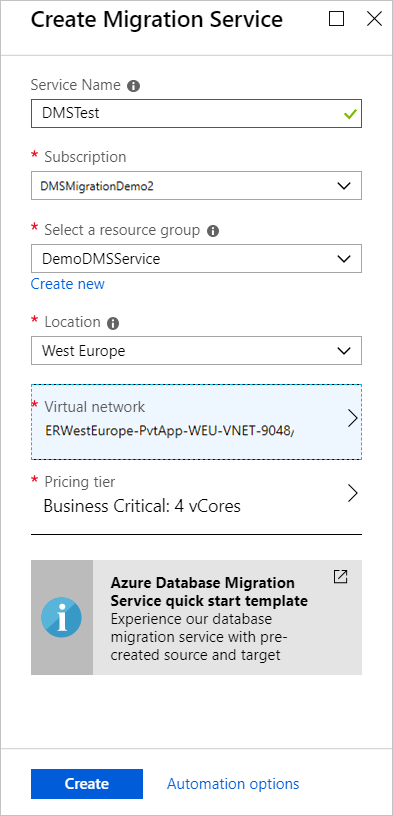 Create Migration Service
Service Name
DMSTest
* Subscription
DMSMigrationDemo2
* Select a resource group
DemoDMSService
Create new
* Location
West Europe
* Virtual network
ERWestEurope-PvtApp-WEU-VNET-9048/
* Pricing tier
Business Critical: 4 vCores
Azure Database Migration
Service quick start template
Experience our database
migration service with pre-
created source and target
Create
Automation options